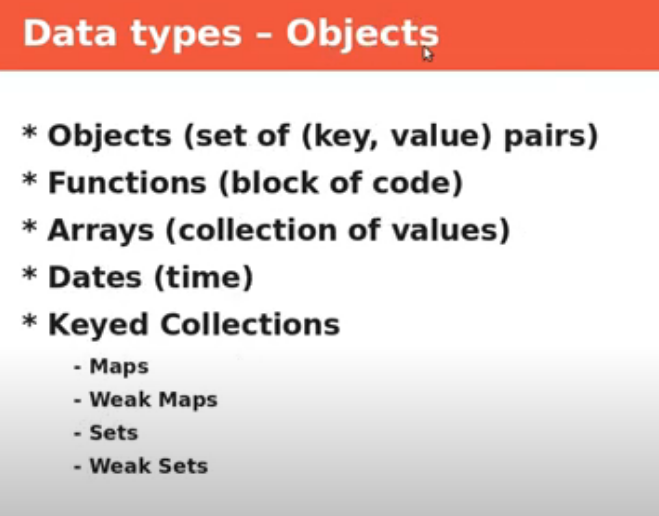 Data types – Objects
* Objects (set of (key, value) pairs)
* Functions (block of code)
* Arrays (collection of values)
* Dates (time)
* Keyed Collections
- Maps
- Weak Maps
- Sets
- Weak Sets